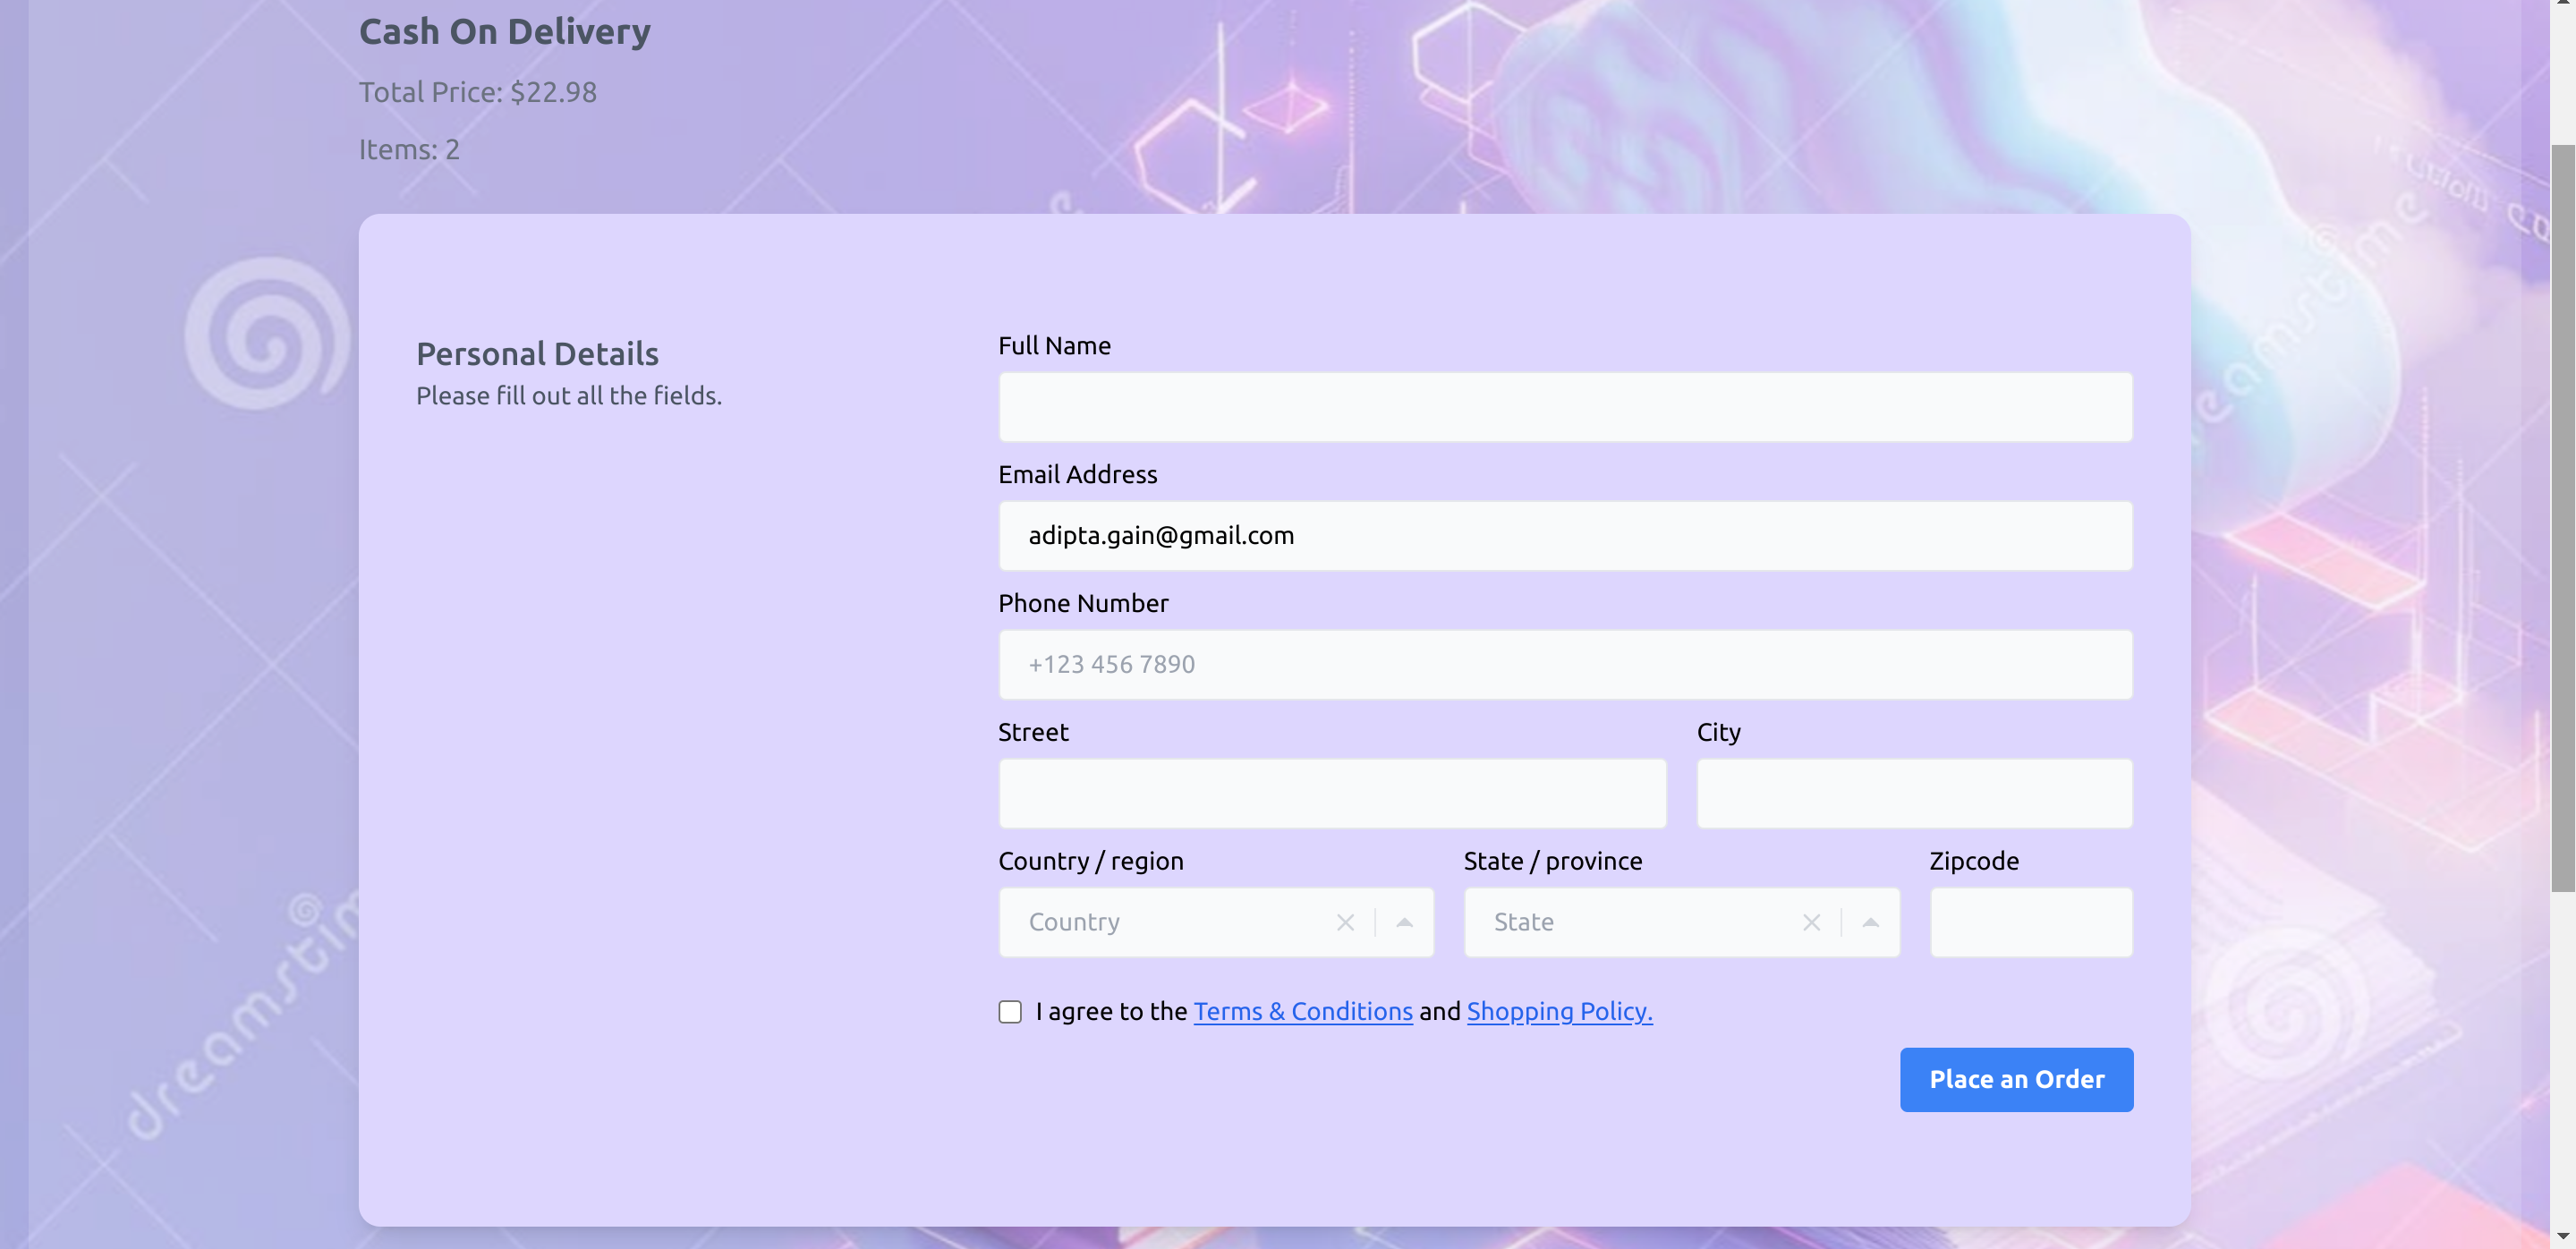 Cash On Delivery
Total Price: $22.98
Items: 2
Personal Details
Please fill out all the fields.
Full Name
Email Address
adipta.gain@gmail.com
Phone Number
+123 456 7890
Street
City
Country / region
State / province
Zipcode
Country
State
I agree to the Terms & Conditions and Shopping Policy.
Place an Order
dreamstime